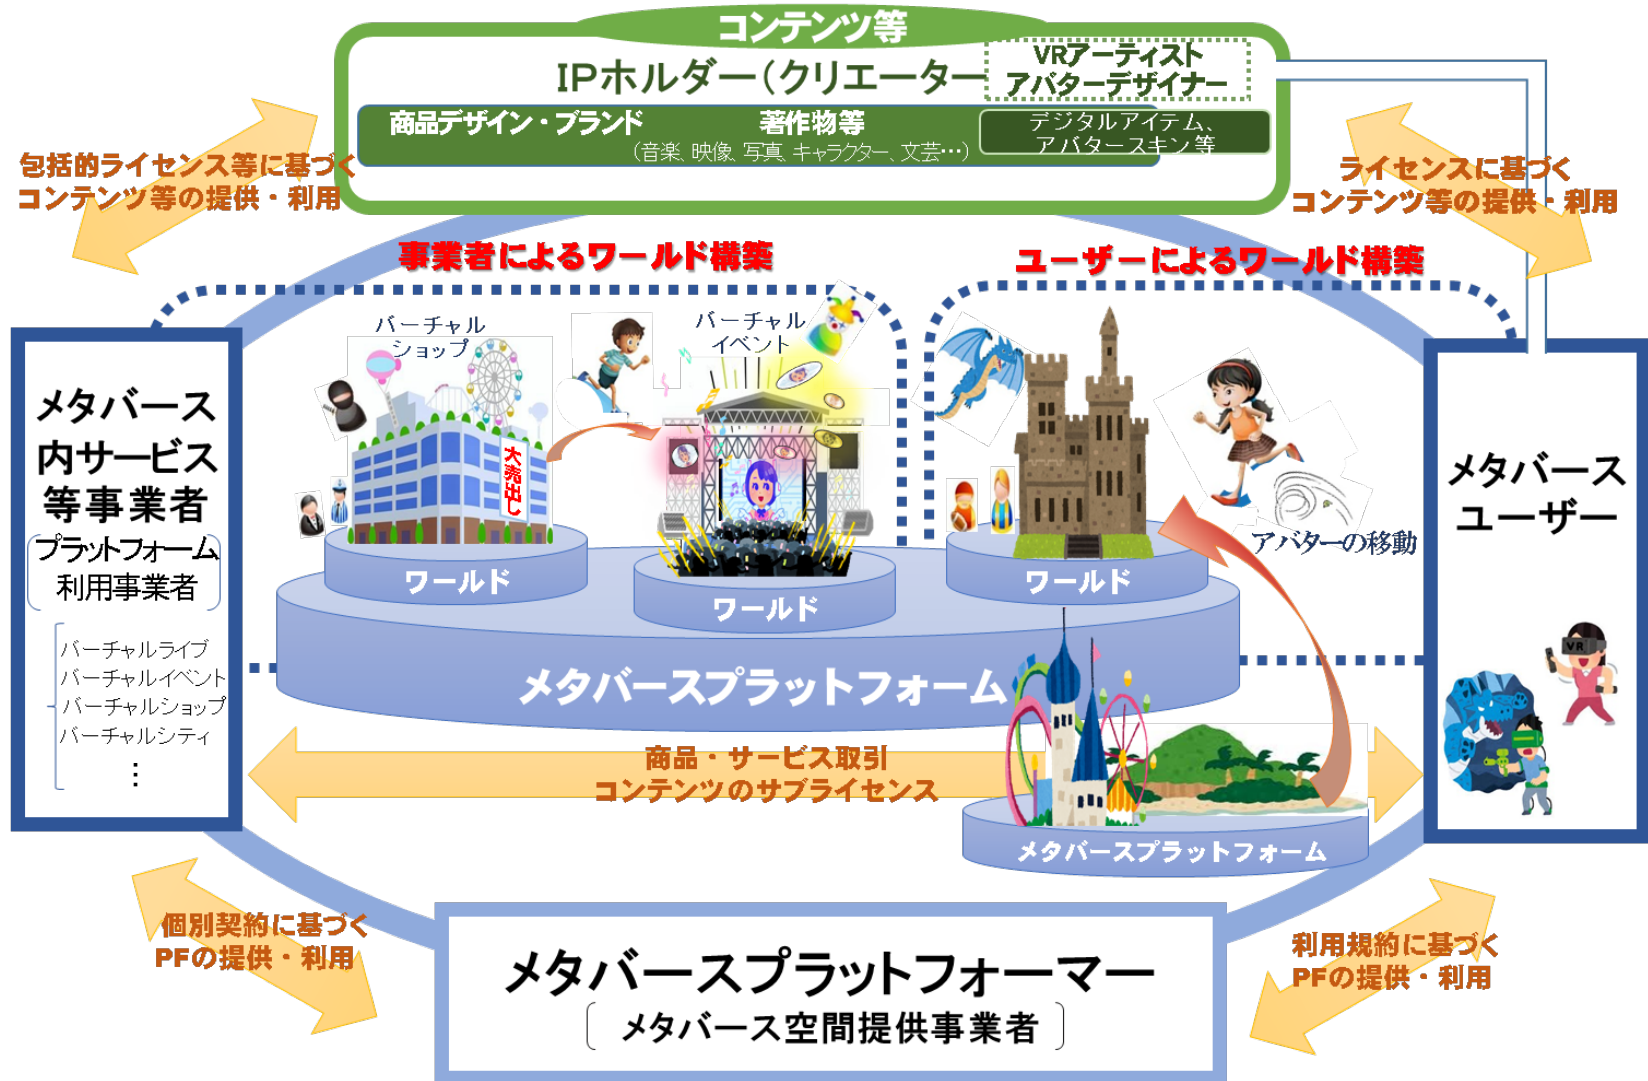 コンテンツ等
IPホルダー(クリエーター
VRアーティスト
アバターデザイナー
商品デザイン・ブランド
著作物等
(音楽、映像、写真、キャラクター、文芸…)
デジタルアイテム、
アバタースキン等
包括的ライセンス等に基づく
コンテンツ等の提供・利用
ライセンスに基づく
コンテンツ等の提供・利用
事業者によるワールド構築
ユーザーによるワールド構築
バーチャル
ショップ
バーチャル
イベント
大売出し
メタバース
内サービス
等事業者
プラットフォーム
利用事業者
バーチャルライブ
バーチャルイベント
バーチャルショップ
バーチャルシティ
⋮
ワールド
ワールド
ワールド
アバターの移動
メタバース
ユーザー
VR
メタバースプラットフォーム
商品・サービス取引
コンテンツのサブライセンス
メタバースプラットフォーム
個別契約に基づく
PFの提供・利用
利用規約に基づく
PFの提供・利用
メタバースプラットフォーマー
メタバース空間提供事業者